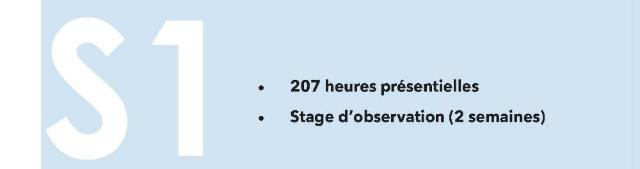 S1
• 207 heures présentielles
• Stage d'observation (2 semaines)